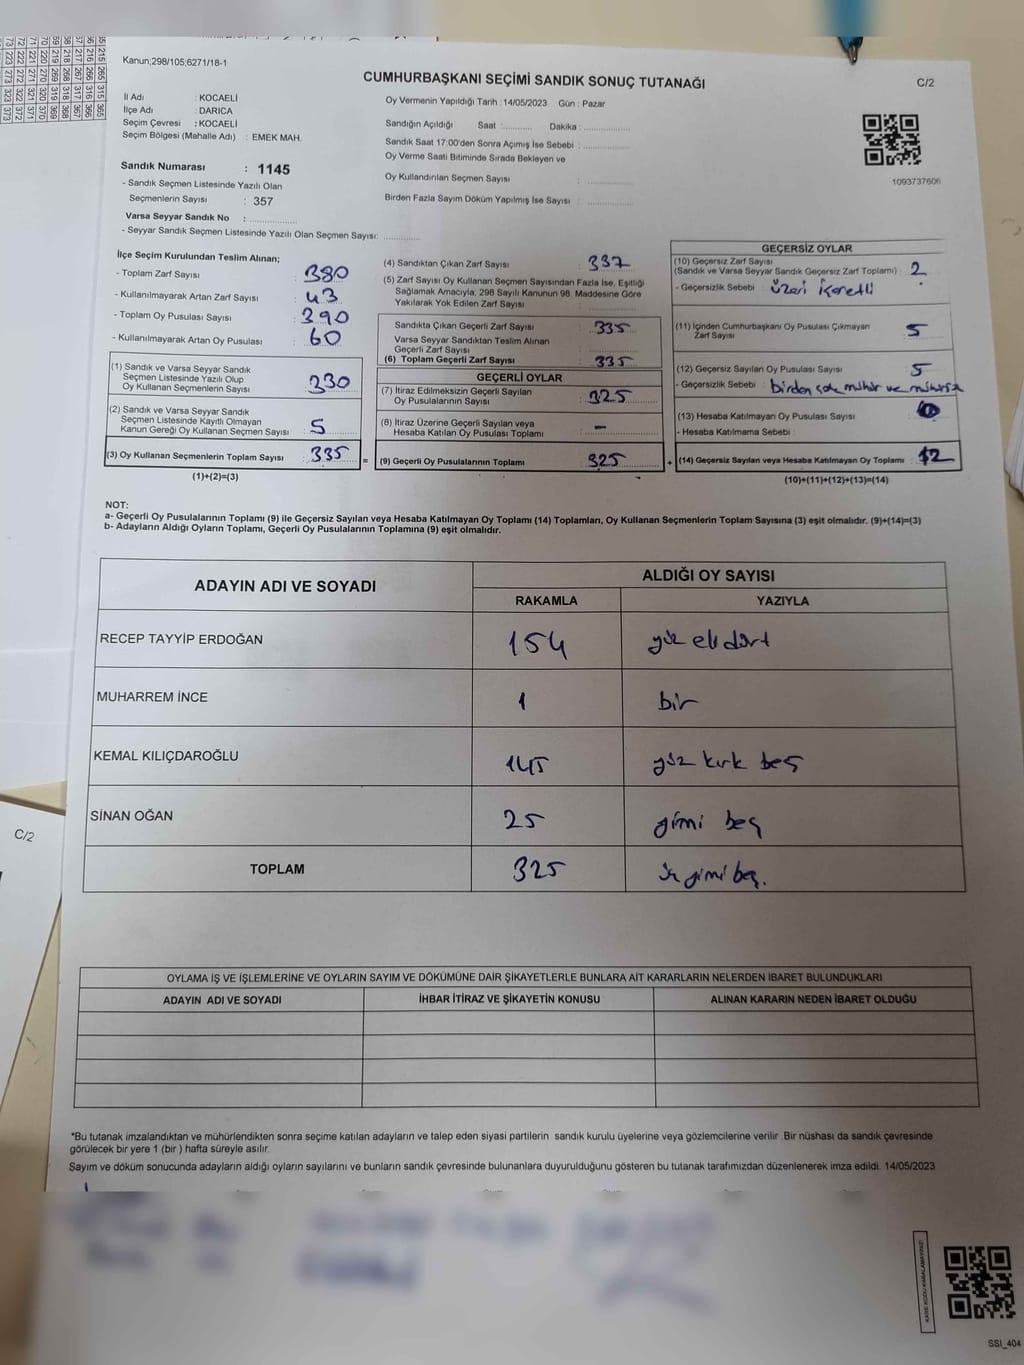 Kanun;298/105;6271/18-1
CUMHURBAŞKANI SEÇİMİ SANDIK SONUÇ TUTANAĞI
C/2
İl Adı : KOCAELİ
İlçe Adı : DARICA
Seçim Çevresi : KOCAELİ
Seçim Bölgesi (Mahalle Adı) : EMEK MAH.
Sandık Numarası : 1145
- Sandık Seçmen Listesinde Yazılı Olan
Seçmenlerin Sayısı : 357
Varsa Seyyar Sandık No : ............
- Seyyar Sandık Seçmen Listesinde Yazılı Olan Seçmen Sayısı: ............
Oy Vermenin Yapıldığı Tarih : 14/05/2023 Gün : Pazar
Sandığın Açıldığı Saat :.......... Dakika : ....................
Sandık Saat 17:00'den Sonra Açımış İse Sebebi : ............
Oy Verme Saati Bitiminde Sırada Bekleyen ve
Oy Kullandırılan Seçmen Sayısı : ............
Birden Fazla Sayım Döküm Yapılmış İse Sayısı : ............
1093737606
İlçe Seçim Kurulundan Teslim Alınan;
- Toplam Zarf Sayısı : 380
- Kullanılmayarak Artan Zarf Sayısı : 43
- Toplam Oy Pusulası Sayısı : 390
- Kullanılmayarak Artan Oy Pusulası : 60
(1) Sandık ve Varsa Seyyar Sandık
Seçmen Listesinde Yazılı Olup
Oy Kullanan Seçmenlerin Sayısı : 330
(2) Sandık ve Varsa Seyyar Sandık
Seçmen Listesinde Kayıtlı Olmayan
Kanun Gereği Oy Kullanan Seçmen Sayısı : 5
(3) Oy Kullanan Seçmenlerin Toplam Sayısı : 335
(1)+(2)=(3)
(4) Sandıktan Çıkan Zarf Sayısı : 337
(5) Zarf Sayısı Oy Kullanan Seçmen Sayısından Fazla İse, Eşitliği
Sağlamak Amacıyla; 298 Sayılı Kanunun 98. Maddesine Göre
Yakılarak Yok Edilen Zarf Sayısı : ............
Sandıkta Çıkan Geçerli Zarf Sayısı : 335
Varsa Seyyar Sandıktan Teslim Alınan
Geçerli Zarf Sayısı : ............
(6) Toplam Geçerli Zarf Sayısı : 335
GEÇERLİ OYLAR
(7) İtiraz Edilmeksizin Geçerli Sayılan
Oy Pusulalarının Sayısı : 325
(8) İtiraz Üzerine Geçerli Sayılan veya
Hesaba Katılan Oy Pusulası Toplamı : -
= (9) Geçerli Oy Pusulalarının Toplamı : 325
GEÇERSİZ OYLAR
(10) Geçersiz Zarf Sayısı
(Sandık ve Varsa Seyyar Sandık Geçersiz Zarf Toplamı) : 2
- Geçersizlik Sebebi : Üzeri işaretli
(11) İçinden Cumhurbaşkanı Oy Pusulası Çıkmayan
Zarf Sayısı : 5
(12) Geçersiz Sayılan Oy Pusulası Sayısı : 5
- Geçersizlik Sebebi : birden çok mühür ve
(13) Hesaba Katılmayan Oy Pusulası Sayısı : 0
- Hesaba Katılmama Sebebi :
+ (14) Geçersiz Sayılan veya Hesaba Katılmayan Oy Toplamı : 12
(10)+(11)+(12)+(13)=(14)
NOT:
a- Geçerli Oy Pusulalarının Toplamı (9) ile Geçersiz Sayılan veya Hesaba Katılmayan Oy Toplamı (14) Toplamları, Oy Kullanan Seçmenlerin Toplam Sayısına (3) eşit olmalıdır. (9)+(14)=(3)
b- Adayların Aldığı Oyların Toplamı, Geçerli Oy Pusulalarının Toplamına (9) eşit olmalıdır.
ADAYIN ADI VE SOYADI
ALDIĞI OY SAYISI
RAKAMLA YAZIYLA
RECEP TAYYİP ERDOĞAN 154 yüz elli dört
MUHARREM İNCE 1 bir
KEMAL KILIÇDAROĞLU 145 yüz kırk beş
SİNAN OĞAN 25 yirmi beş
TOPLAM 325 üç yüz yirmi beş.
OYLAMA İŞ VE İŞLEMLERİNE VE OYLARIN SAYIM VE DÖKÜMÜNE DAİR ŞİKAYETLERLE BUNLARA AİT KARARLARIN NELERDEN İBARET BULUNDUKLARI
ADAYIN ADI VE SOYADI İHBAR İTİRAZ VE ŞİKAYETİN KONUSU ALINAN KARARIN NEDEN İBARET OLDUĞU
*Bu tutanak imzalandıktan ve mühürlendikten sonra seçime katılan adayların ve talep eden siyasi partilerin sandık kurulu üyelerine veya gözlemcilerine verilir. Bir nüshası da sandık çevresinde
görülecek bir yere 1 (bir ) hafta süreyle asılır.
Sayım ve döküm sonucunda adayların aldığı oyların sayılarını ve bunların sandık çevresinde bulunanlara duyurulduğunu gösteren bu tutanak tarafımızdan düzenlenerek imza edildi. 14/05/2023
C/2
KARE KODU KARALAMAYINIZ!
SSI_404